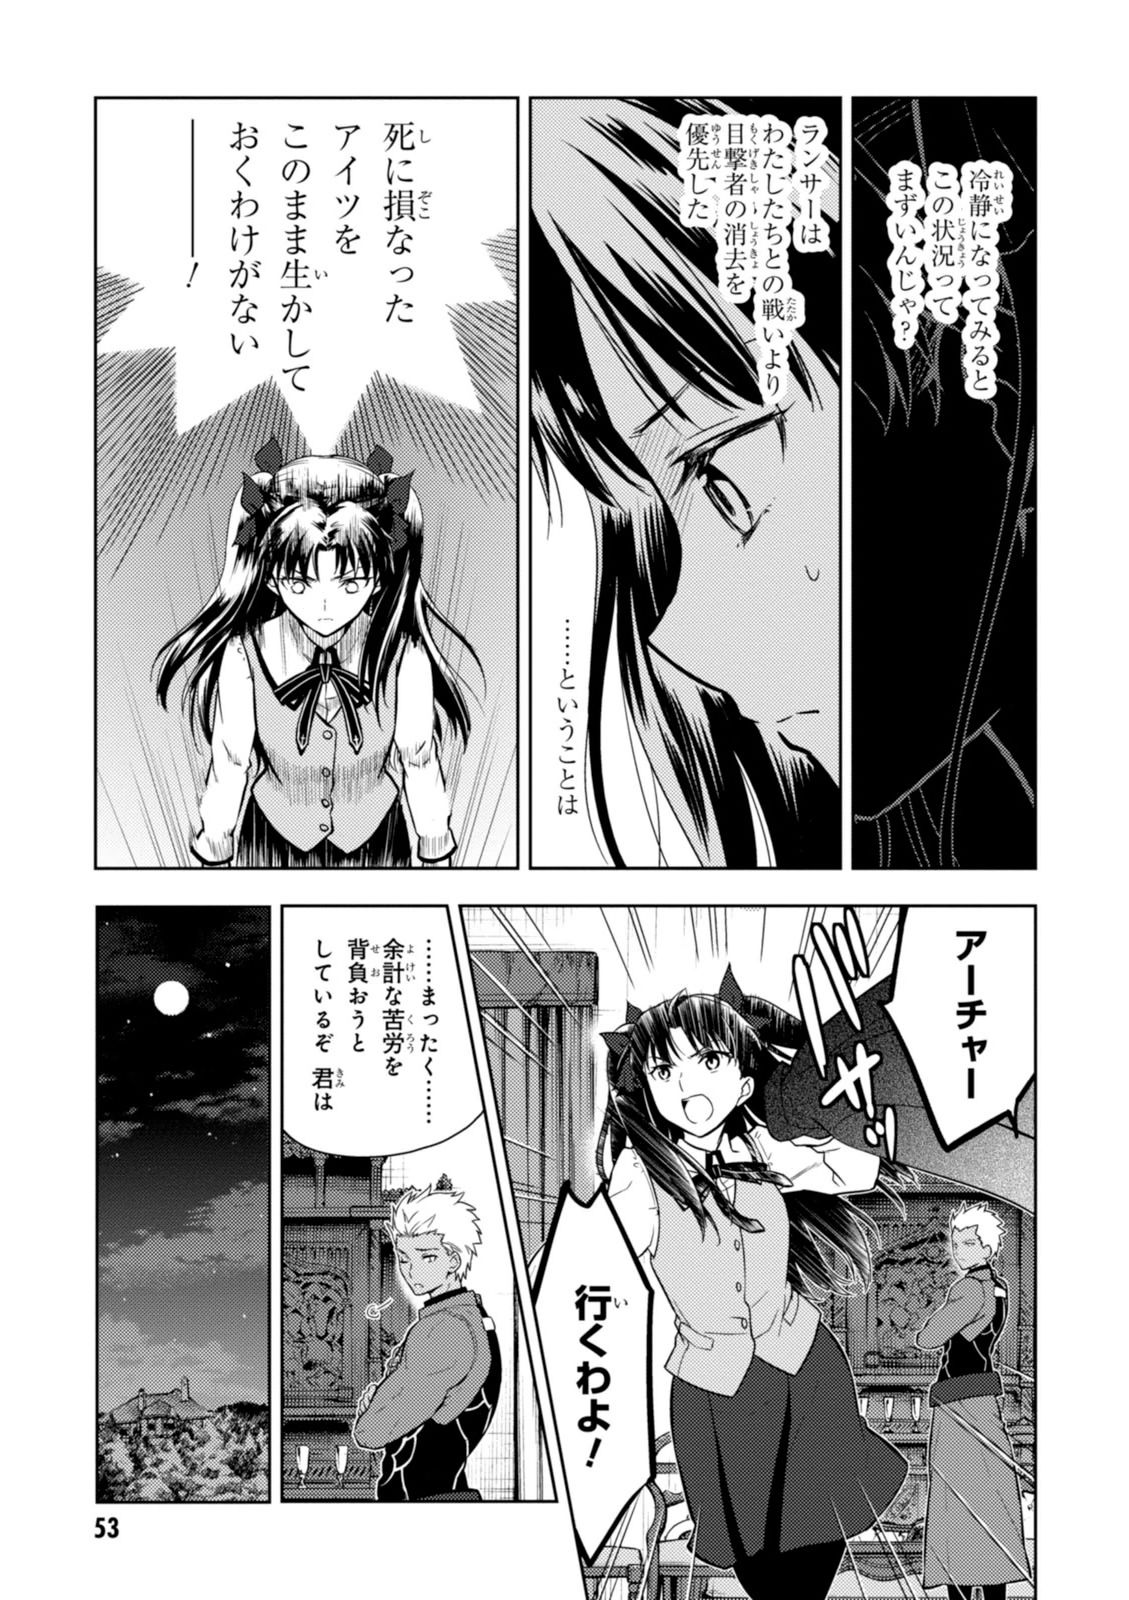 冷静になってみると
この状況って
まずいんじゃ?
ランサーは
わたしたちとの戦いより
目撃者の消去を
優先した
……ということは
死に損なった
アイツを
このまま生かして
おくわけがない
――!
アーチャー
行くわよ!
バッ
……まったく……
余計な苦労を
背負おうと
しているぞ 君は
53